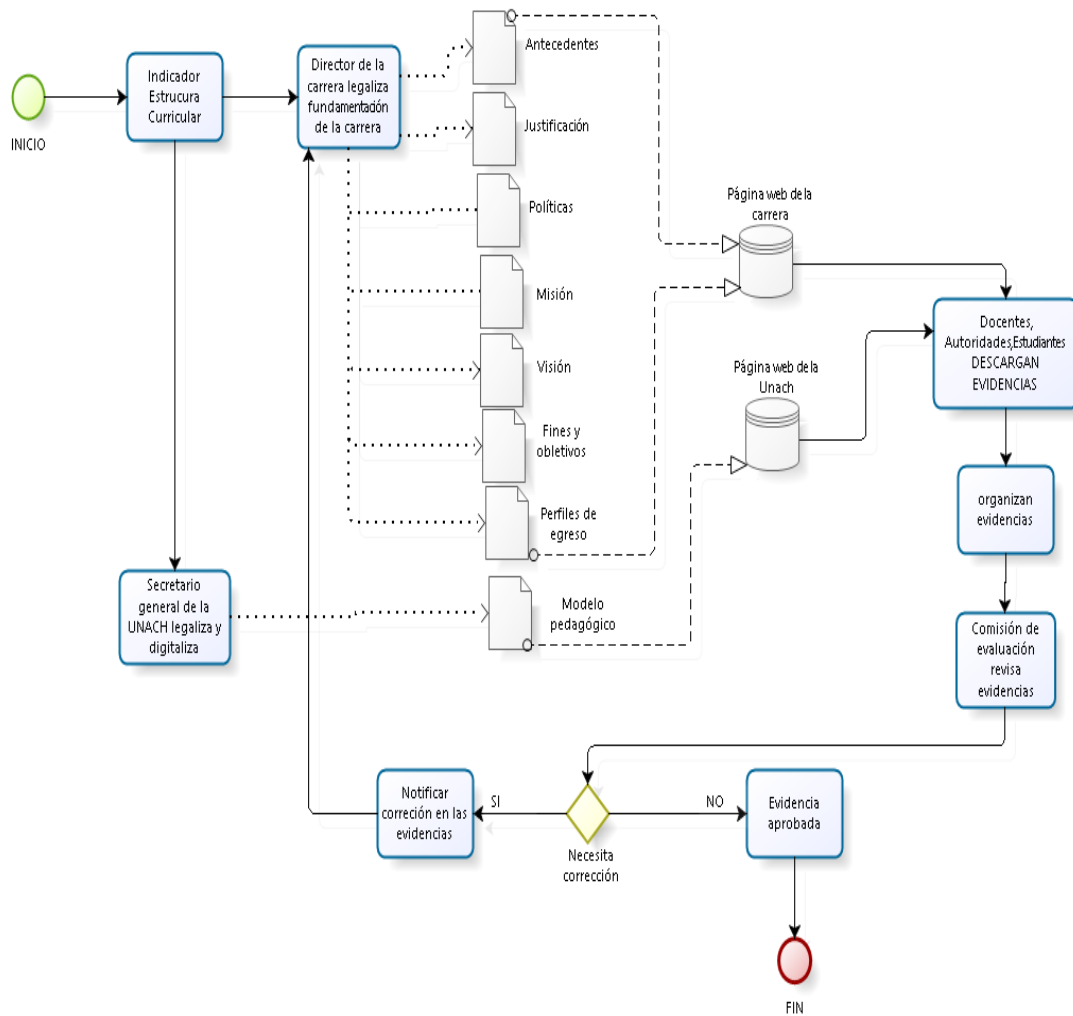 INICIO
Indicador
Estrucura
Curricular
Director de la
carrera legaliza
fundamentación
de la carrera
Antecedentes
Justificación
Políticas
Misión
Visión
Fines y
obletivos
Perfiles de
egreso
Modelo
pedagógico
Secretario
general de la
UNACH legaliza y
digitaliza
Página web de la
carrera
Página web de la
Unach
Docentes,
Autoridades,Estudiantes
DESCARGAN
EVIDENCIAS
organizan
evidencias
Comisión de
evaluación
revisa
evidencias
Necesita
corrección
SI
NO
Notificar
correción en las
evidencias
Evidencia
aprobada
FIN